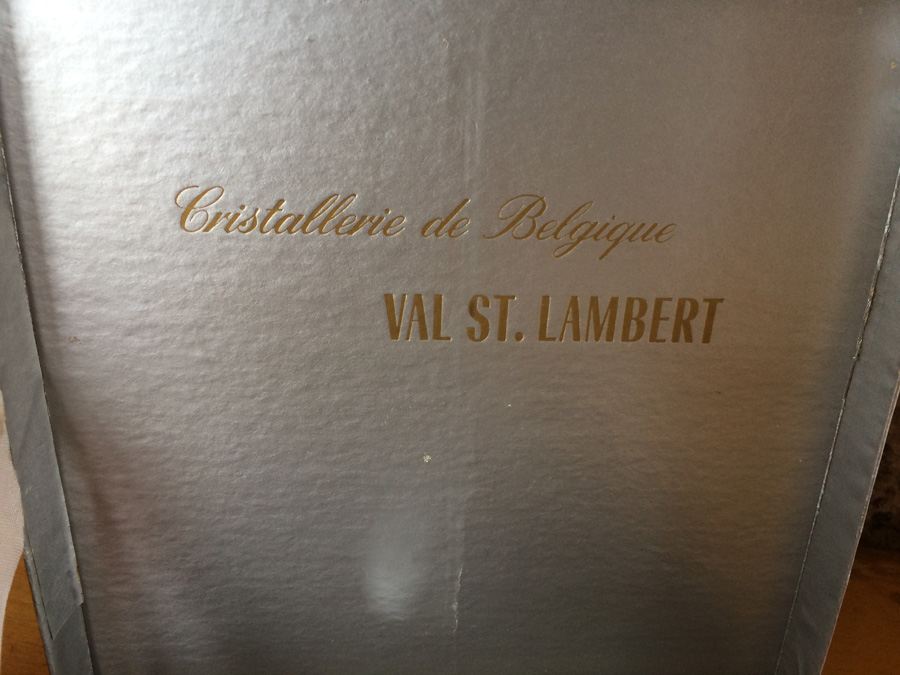 Cristallerie de Belgique
VAL ST. LAMBERT